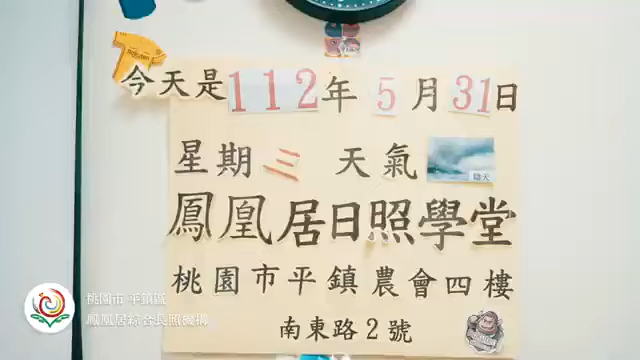 今天是112年5月31日
星期三 天氣 陰天
鳳凰居日照學堂
桃園市平鎮農會四樓
南東路2號
桃園市 平鎮區
鳳凰居綜合長照機構